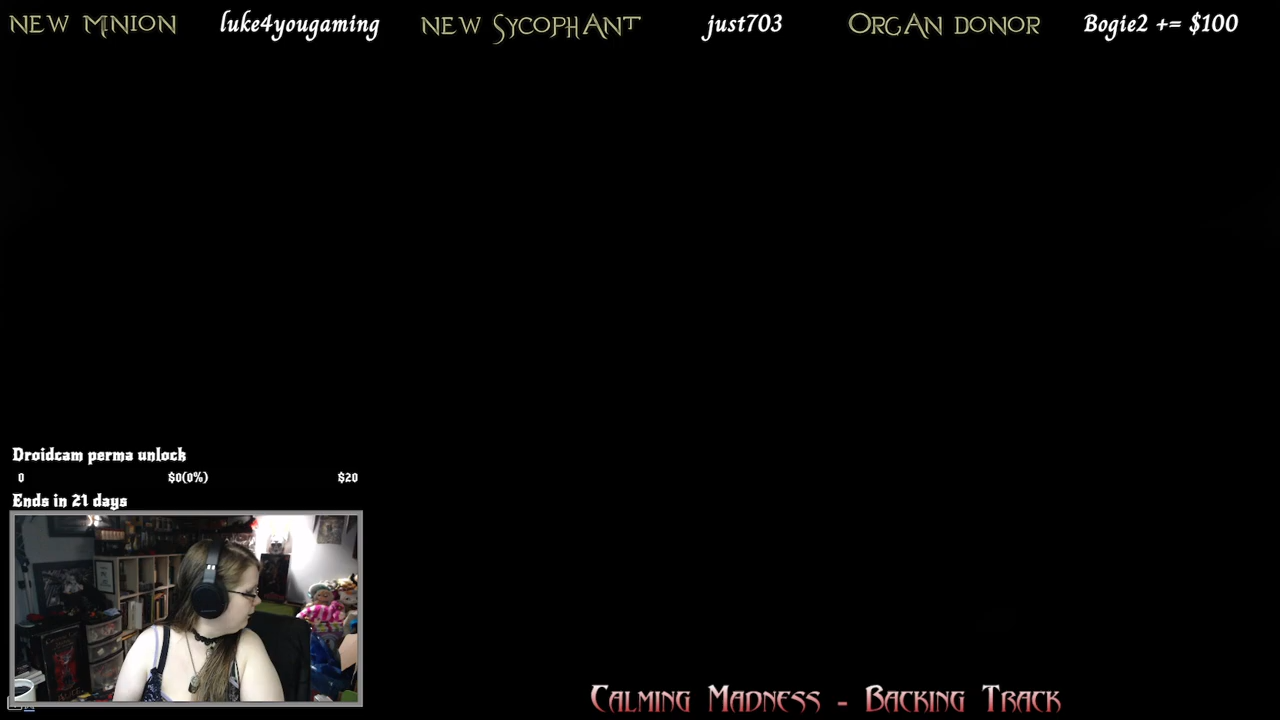 NEW MINION luke4yougaming NEW SYCOPHANT just703 ORGAN DONOR Bogie2 += $100
Droidcam perma unlock
0 $0(0%) $20
Ends in 21 days
CALMING MADNESS - BACKING TRACK